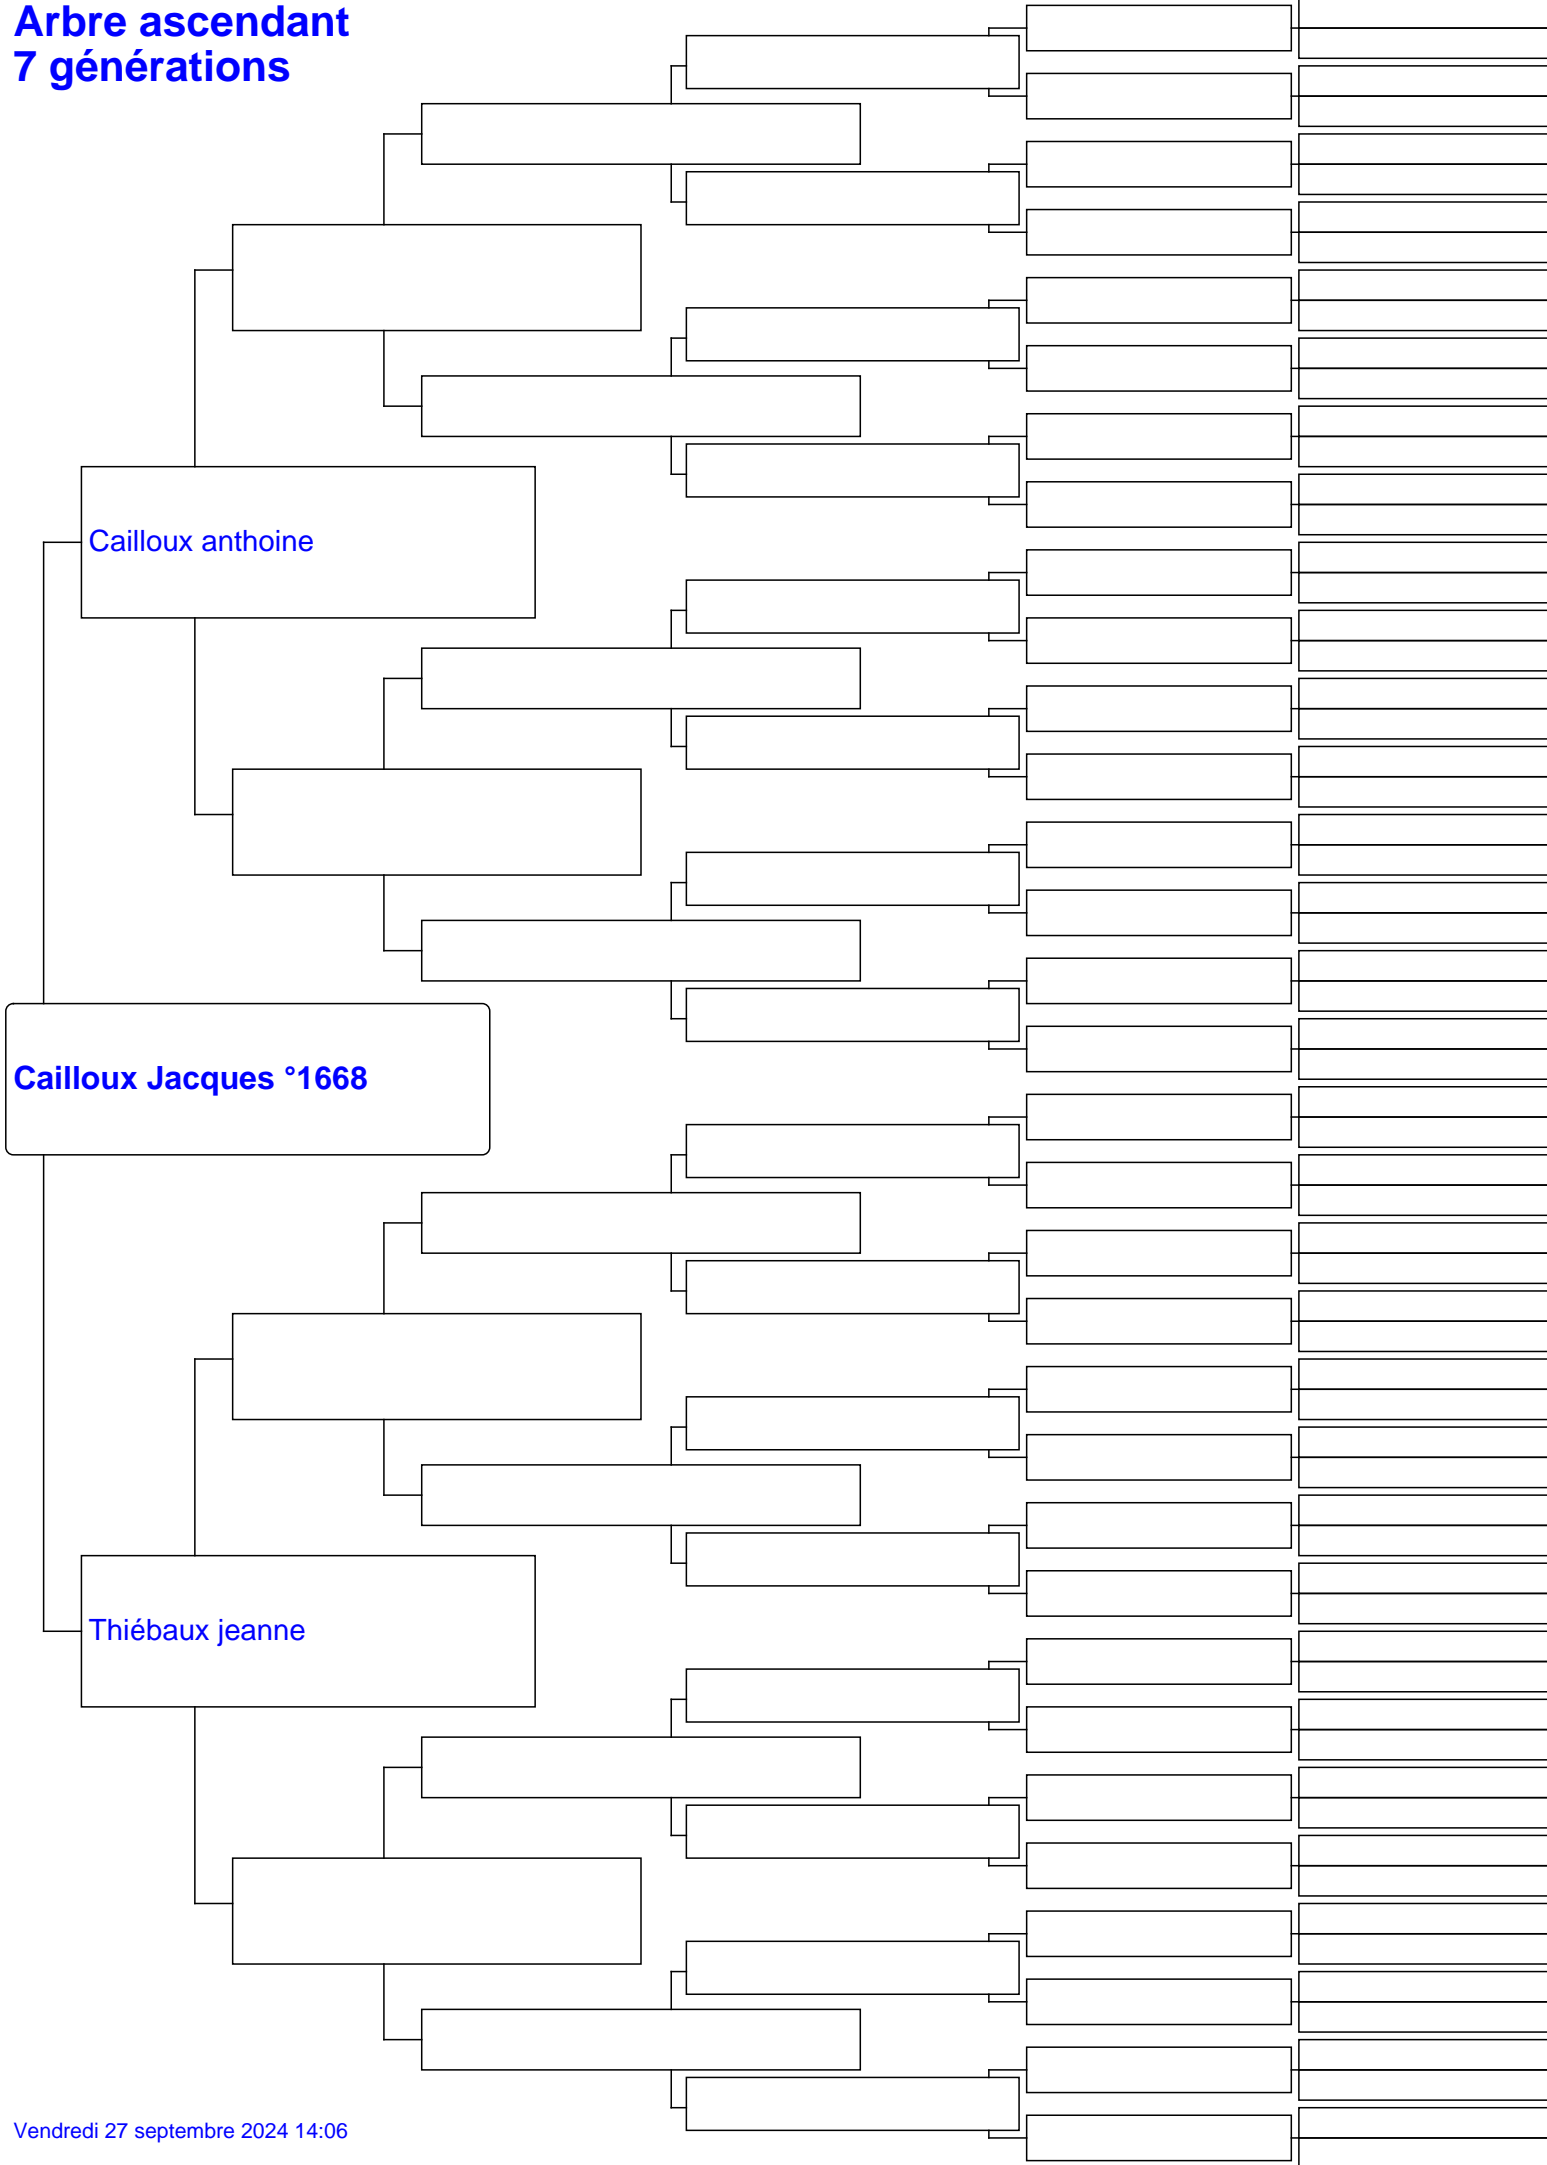 Arbre ascendant
7 générations
Cailloux anthoine
Cailloux Jacques °1668
Thiébaux jeanne
Vendredi 27 septembre 2024 14:06